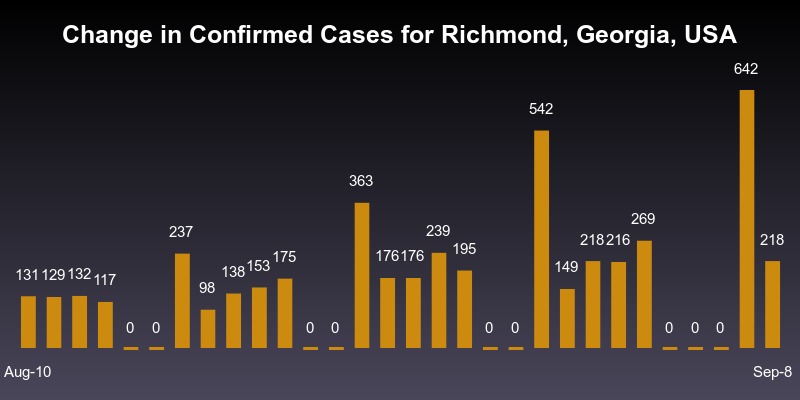 Change in Confirmed Cases for Richmond, Georgia, USA
131 129 132 117 0 0 237 98 138 153 175 0 0 363 176 176 239 195 0 0 542 149 218 216 269 0 0 0 642 218
Aug-10 Sep-8